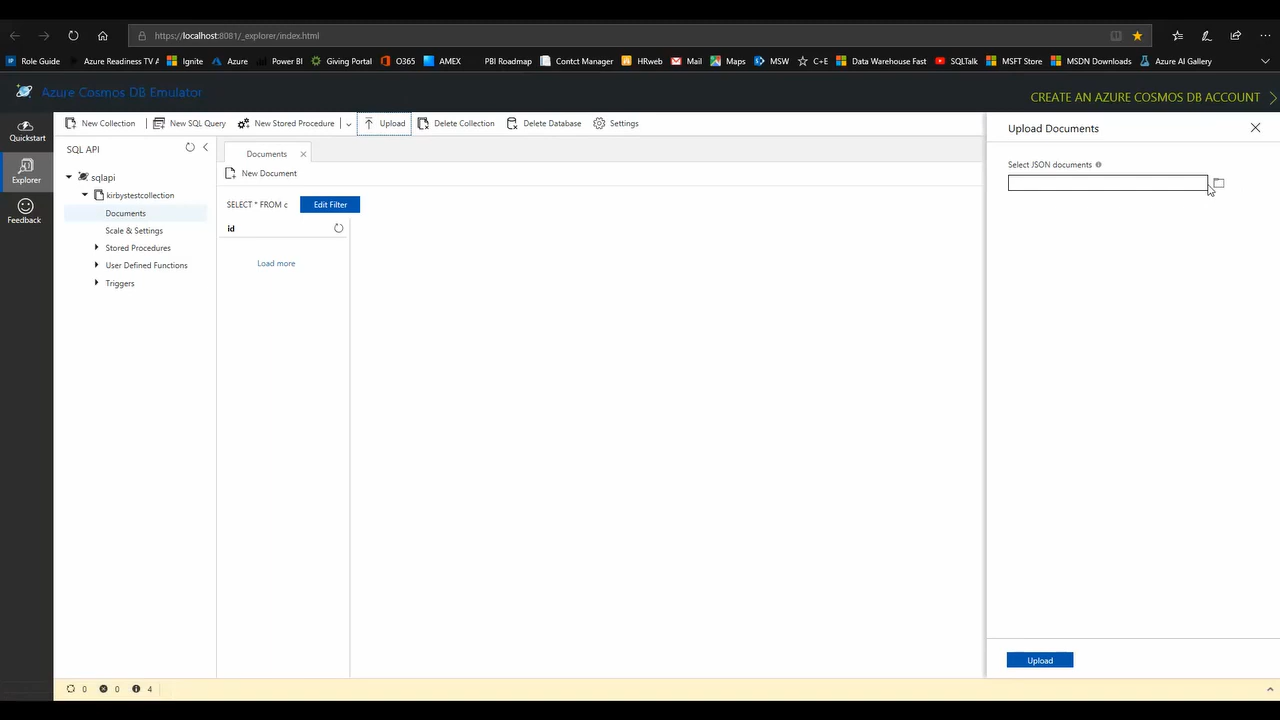 https://localhost:8081/_explorer/index.html
Role Guide Azure Readiness TV A Ignite Azure Power BI Giving Portal O365 AMEX PBI Roadmap Contct Manager HRweb Mail Maps MSW C+E Data Warehouse Fast SQLTalk MSFT Store MSDN Downloads Azure AI Gallery
Azure Cosmos DB Emulator
CREATE AN AZURE COSMOS DB ACCOUNT
New Collection New SQL Query New Stored Procedure Upload Delete Collection Delete Database Settings
Quickstart
Explorer
Feedback
SQL API
sqlapi
kirbystestcollection
Documents
Scale & Settings
Stored Procedures
User Defined Functions
Triggers
Documents
New Document
SELECT * FROM c Edit Filter
id
Load more
Upload Documents
Select JSON documents
Upload
0 0 4